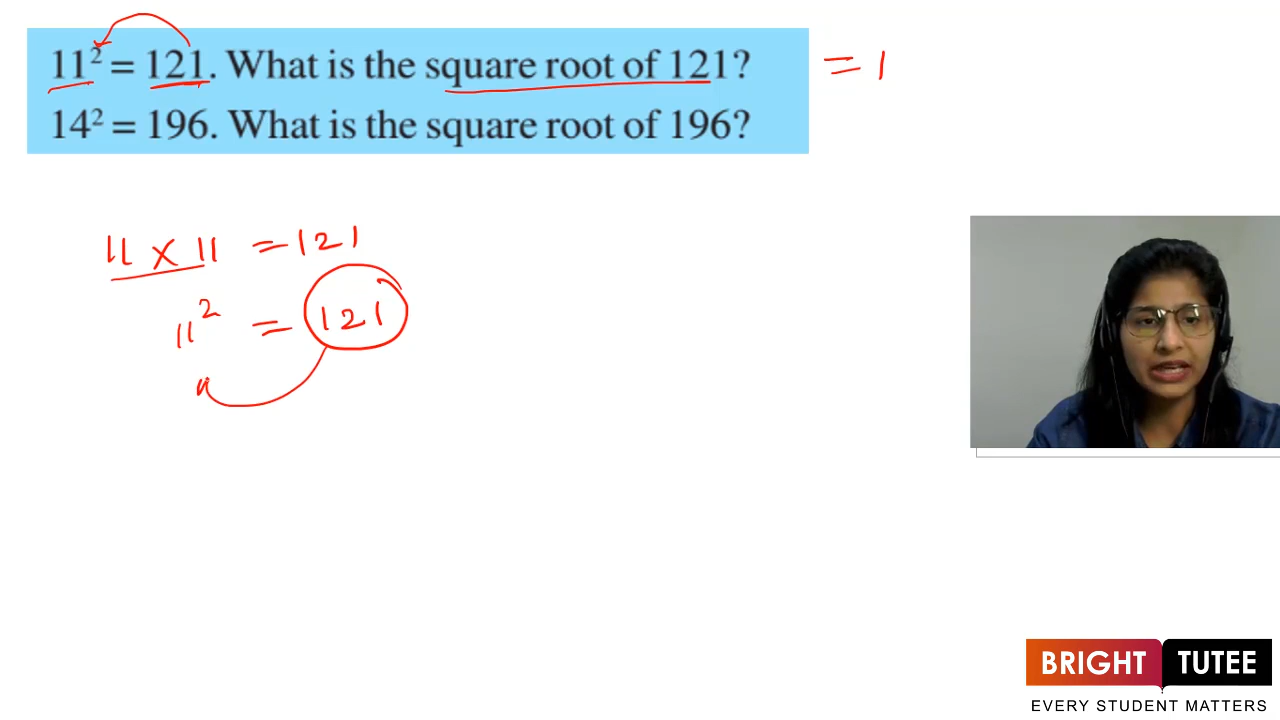 11² = 121. What is the square root of 121? = 1
14² = 196. What is the square root of 196?
11 × 11 = 121
11² = 121
BRIGHT TUTEE
EVERY STUDENT MATTERS